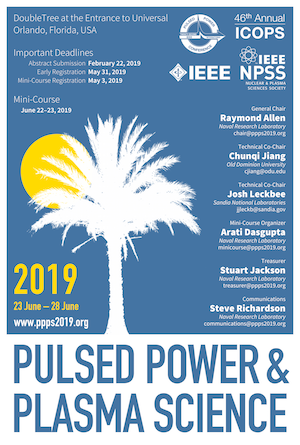 DoubleTree at the Entrance to Universal
Orlando, Florida, USA
Important Deadlines
Abstract Submission February 22, 2019
Early Registration May 31, 2019
Mini-Course Registration May 3, 2019
Mini-Course
June 22-23, 2019
PULSED POWER
CONFERENCE
46th Annual
ICOPS
IEEE
IEEE
NPSS
NUCLEAR & PLASMA
SCIENCES SOCIETY
General Chair
Raymond Allen
Naval Research Laboratory
chair@ppps2019.org
Technical Co-Chair
Chunqi Jiang
Old Dominion University
cjiang@odu.edu
Technical Co-Chair
Josh Leckbee
Sandia National Laboratories
jjleckb@sandia.gov
Mini-Course Organizer
Arati Dasgupta
Naval Research Laboratory
minicourse@ppps2019.org
Treasurer
Stuart Jackson
Naval Research Laboratory
treasurer@ppps2019.org
Communications
Steve Richardson
Naval Research Laboratory
communications@ppps2019.org
2019
23 June — 28 June
www.ppps2019.org
PULSED POWER &
PLASMA SCIENCE